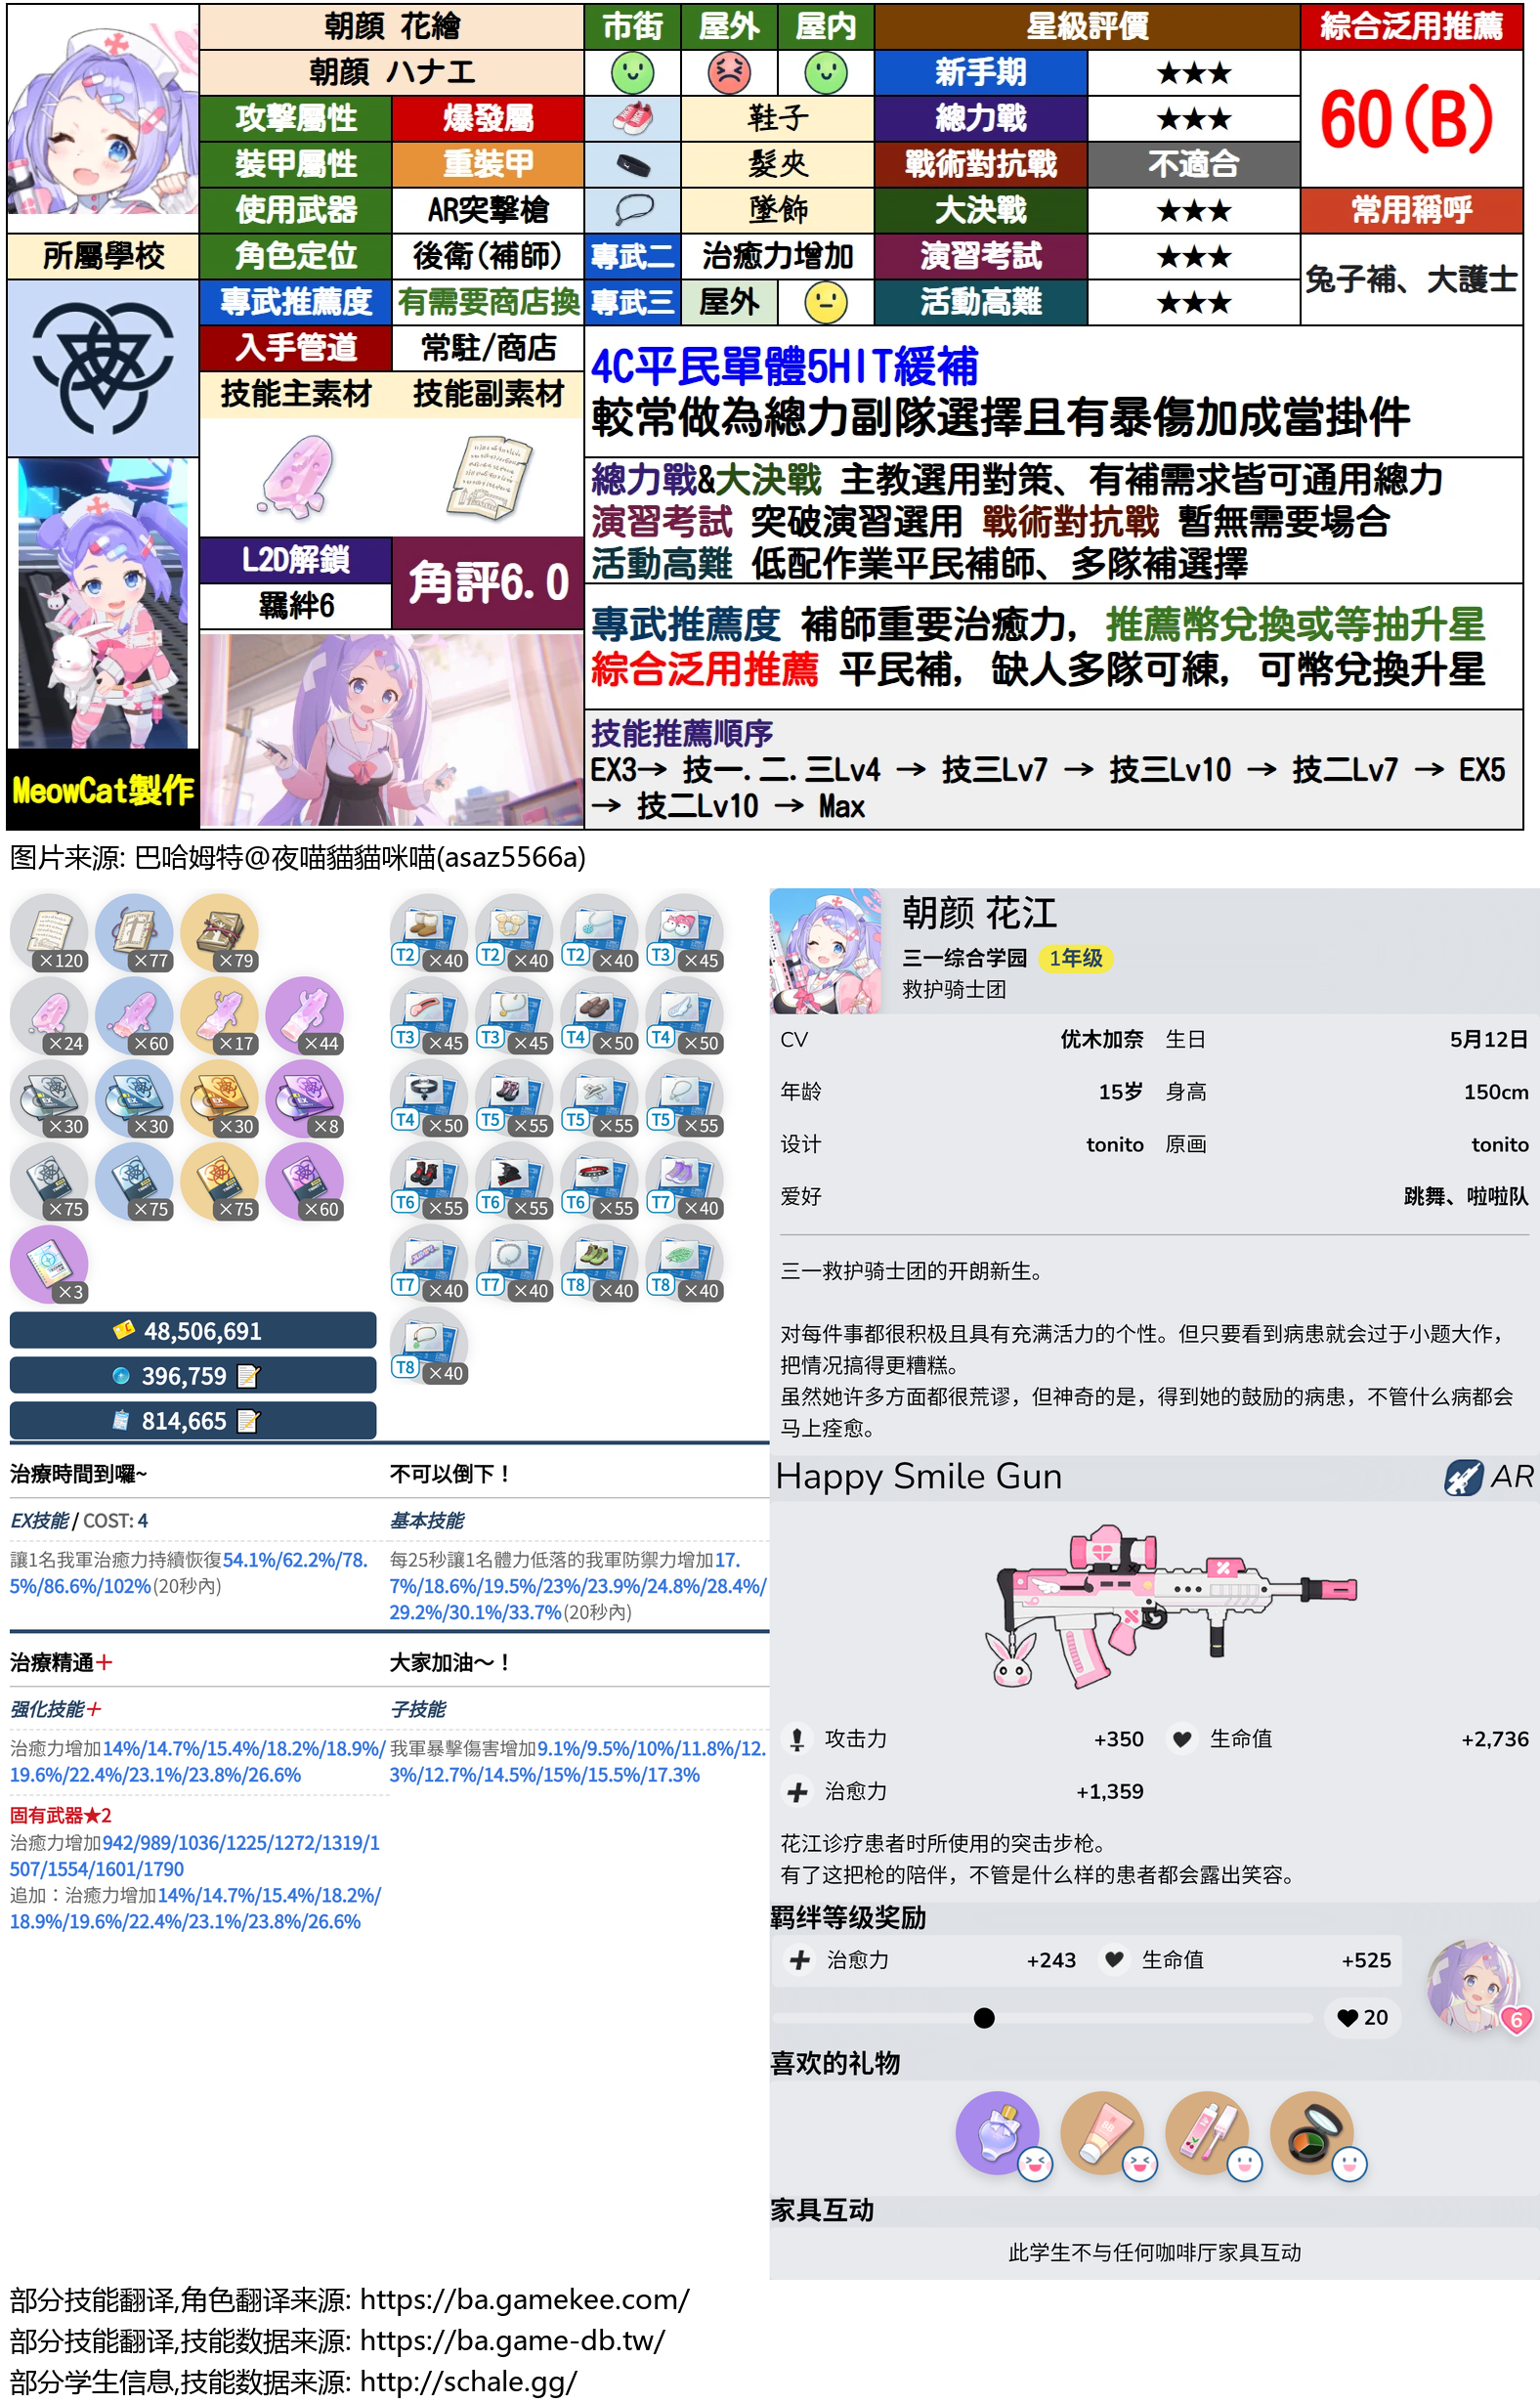 朝顔 花繪
朝顔 ハナエ
市街 屋外 屋内
星級評價
綜合泛用推薦
60(B)
新手期 ★★★
攻擊屬性 爆發屬
鞋子
總力戰 ★★★
裝甲屬性 重裝甲
髮夾
戰術對抗戰 不適合
使用武器 AR突擊槍
墜飾
大決戰 ★★★
常用稱呼
所屬學校
角色定位 後衛(補師)
專武二 治癒力增加
演習考試 ★★★
兔子補、大護士
專武推薦度 有需要商店換
專武三 屋外
活動高難 ★★★
入手管道 常駐/商店
技能主素材 技能副素材
4C平民單體5HIT緩補
較常做為總力副隊選擇且有暴傷加成當掛件
總力戰&大決戰 主教選用對策、有補需求皆可通用總力
演習考試 突破演習選用 戰術對抗戰 暫無需要場合
活動高難 低配作業平民補師、多隊補選擇
L2D解鎖
羈絆6
角評6.0
專武推薦度 補師重要治癒力, 推薦幣兌換或等抽升星
綜合泛用推薦 平民補, 缺人多隊可練, 可幣兌換升星
技能推薦順序
EX3→ 技一.二.三Lv4 → 技三Lv7 → 技三Lv10 → 技二Lv7 → EX5
→ 技二Lv10 → Max
MeowCat製作
图片来源: 巴哈姆特@夜喵貓貓咪喵(asaz5566a)
×120 ×77 ×79
×24 ×60 ×17 ×44
EX ×30 EX ×30 EX ×30 EX ×8
×75 ×75 ×75 ×60
×3
48,506,691
396,759
814,665
T2 ×40 T2 ×40 T2 ×40 T3 ×45
T3 ×45 T3 ×45 T4 ×50 T4 ×50
T4 ×50 T5 ×55 T5 ×55 T5 ×55
T6 ×55 T6 ×55 T6 ×55 T7 ×40
T7 ×40 T7 ×40 T8 ×40 T8 ×40
T8 ×40
朝颜 花江
三一综合学园 1年级
救护骑士团
CV 优木加奈 生日 5月12日
年龄 15岁 身高 150cm
设计 tonito 原画 tonito
爱好 跳舞、啦啦队
三一救护骑士团的开朗新生。
对每件事都很积极且具有充满活力的个性。但只要看到病患就会过于小题大作，
把情况搞得更糟糕。
虽然她许多方面都很荒谬，但神奇的是，得到她的鼓励的病患，不管什么病都会
马上痊愈。
治療時間到囉~
EX技能 / COST: 4
讓1名我軍治癒力持續恢復54.1%/62.2%/78.
5%/86.6%/102%(20秒內)
不可以倒下！
基本技能
每25秒讓1名體力低落的我軍防禦力增加17.
7%/18.6%/19.5%/23%/23.9%/24.8%/28.4%/
29.2%/30.1%/33.7%(20秒內)
治療精通+
强化技能+
治癒力增加14%/14.7%/15.4%/18.2%/18.9%/
19.6%/22.4%/23.1%/23.8%/26.6%
固有武器★2
治癒力增加942/989/1036/1225/1272/1319/1
507/1554/1601/1790
追加：治癒力增加14%/14.7%/15.4%/18.2%/
18.9%/19.6%/22.4%/23.1%/23.8%/26.6%
大家加油～！
子技能
我軍暴擊傷害增加9.1%/9.5%/10%/11.8%/12.
3%/12.7%/14.5%/15%/15.5%/17.3%
Happy Smile Gun AR
攻击力 +350 生命值 +2,736
治愈力 +1,359
花江诊疗患者时所使用的突击步枪。
有了这把枪的陪伴，不管是什么样的患者都会露出笑容。
羁绊等级奖励
治愈力 +243 生命值 +525
20
6
喜欢的礼物
家具互动
此学生不与任何咖啡厅家具互动
部分技能翻译,角色翻译来源: https://ba.gamekee.com/
部分技能翻译,技能数据来源: https://ba.game-db.tw/
部分学生信息,技能数据来源: http://schale.gg/